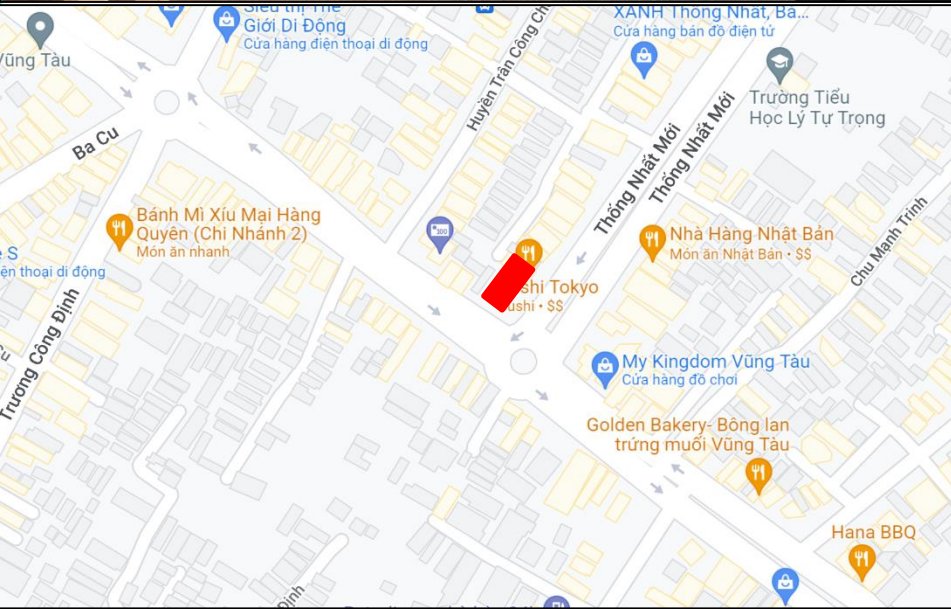 Siêu thị Thế
Giới Di Động
Cửa hàng điện thoại di động
XANH Thống Nhất, Bà...
Cửa hàng bán đồ điện tử
Vũng Tàu
Huyền Trân Công Ch
Trường Tiểu
Học Lý Tự Trọng
Ba Cu
Thống Nhất Mới
Thống Nhất Mới
Bánh Mì Xíu Mại Hàng
Quyên (Chi Nhánh 2)
Món ăn nhanh
Nhà Hàng Nhật Bản
Món ăn Nhật Bản • $$
Chu Mạnh Trinh
S
ện thoại di động
shi Tokyo
ushi • $$
Trương Công Định
My Kingdom Vũng Tàu
Cửa hàng đồ chơi
Golden Bakery- Bông lan
trứng muối Vũng Tàu
Hana BBQ
Định